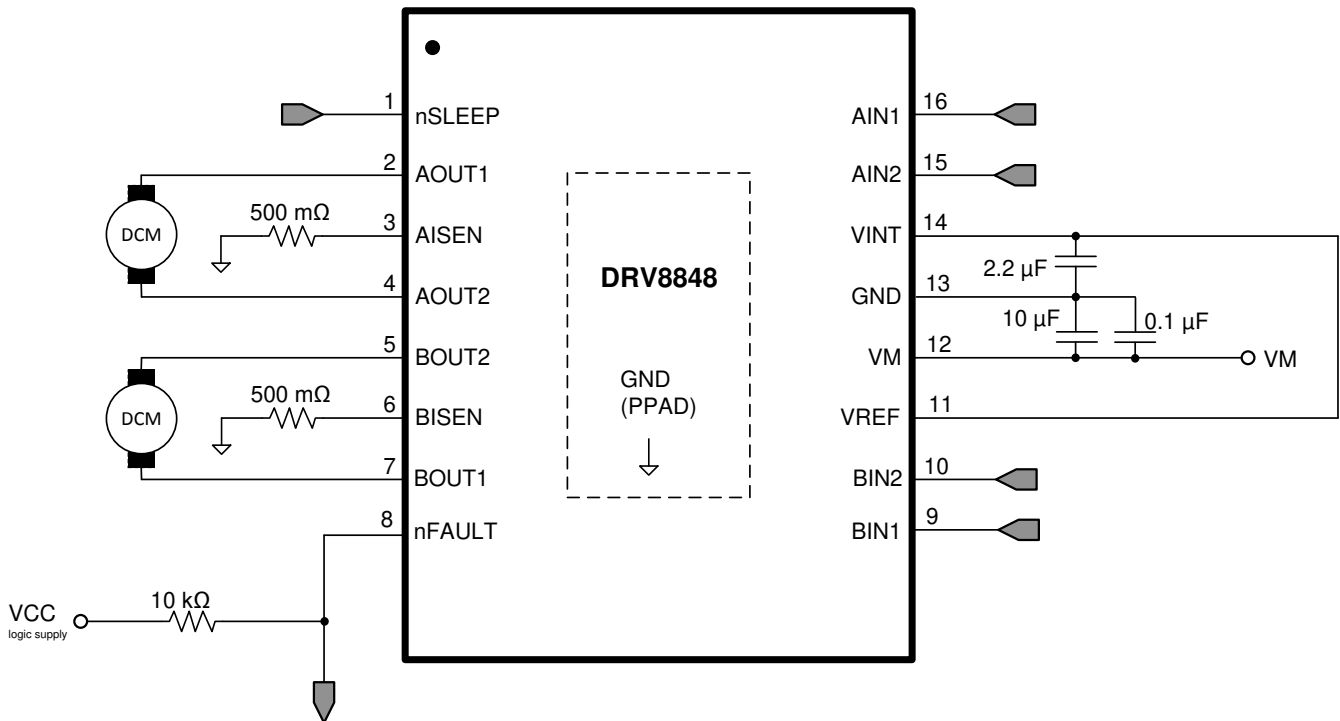 1
nSLEEP
2
AOUT1
DCM
500 mΩ
3
AISEN
4
AOUT2
5
BOUT2
DCM
500 mΩ
6
BISEN
7
BOUT1
8
nFAULT
VCC
logic supply
10 kΩ
DRV8848
GND
(PPAD)
AIN1
16
AIN2
15
VINT
14
2.2 µF
GND
13
10 µF
0.1 µF
VM
12
VM
VREF
11
BIN2
10
BIN1
9